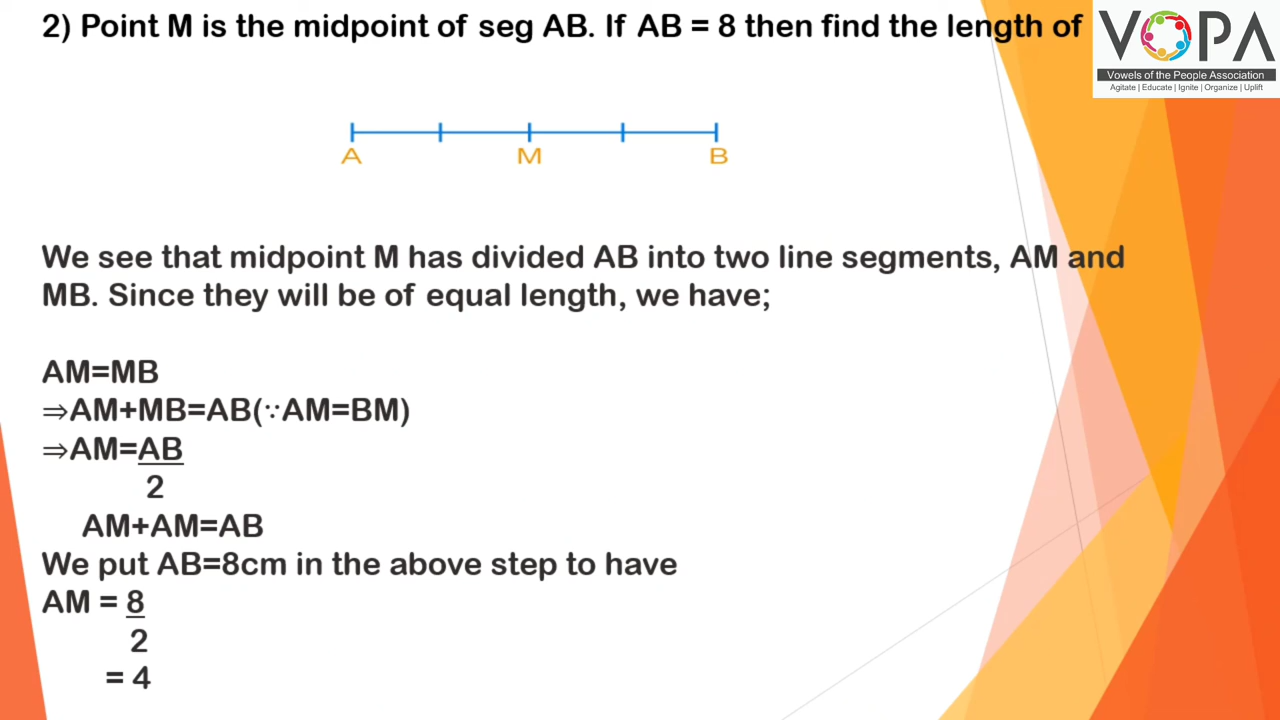 2) Point M is the midpoint of seg AB. If AB = 8 then find the length of
VOPA
Vowels of the People Association
Agitate | Educate | Ignite | Organize | Uplift
A M B
We see that midpoint M has divided AB into two line segments, AM and
MB. Since they will be of equal length, we have;
AM=MB
⇒AM+MB=AB(∵AM=BM)
⇒AM=AB
2
AM+AM=AB
We put AB=8cm in the above step to have
AM = 8
2
= 4